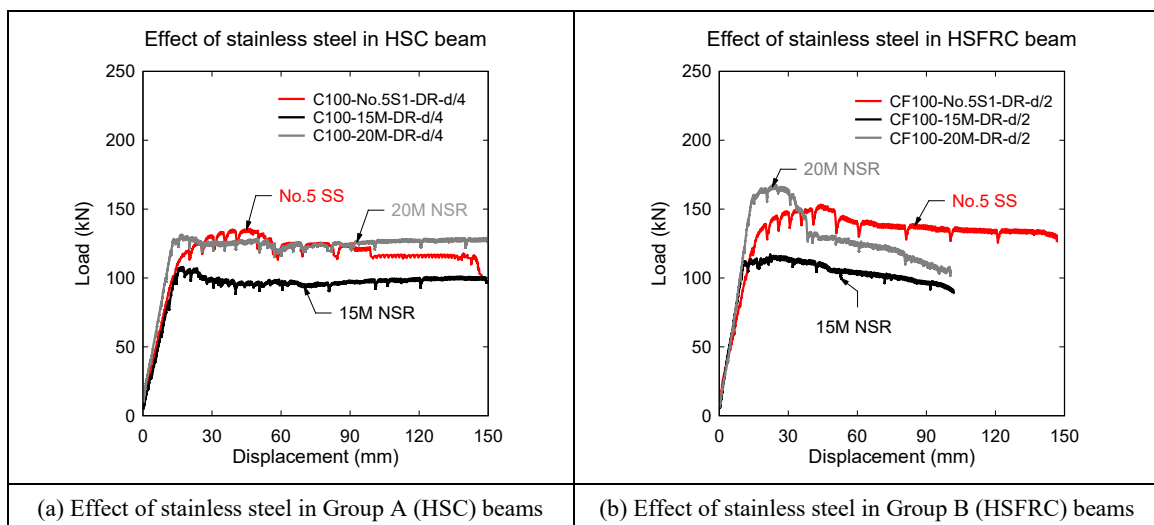 Effect of stainless steel in HSC beam
250
200
150
100
50
0
Load (kN)
C100-No.5S1-DR-d/4
C100-15M-DR-d/4
C100-20M-DR-d/4
No.5 SS
20M NSR
15M NSR
0 30 60 90 120 150
Displacement (mm)
(a) Effect of stainless steel in Group A (HSC) beams
Effect of stainless steel in HSFRC beam
250
200
150
100
50
0
Load (kN)
CF100-No.5S1-DR-d/2
CF100-15M-DR-d/2
CF100-20M-DR-d/2
20M NSR
No.5 SS
15M NSR
0 30 60 90 120 150
Displacement (mm)
(b) Effect of stainless steel in Group B (HSFRC) beams